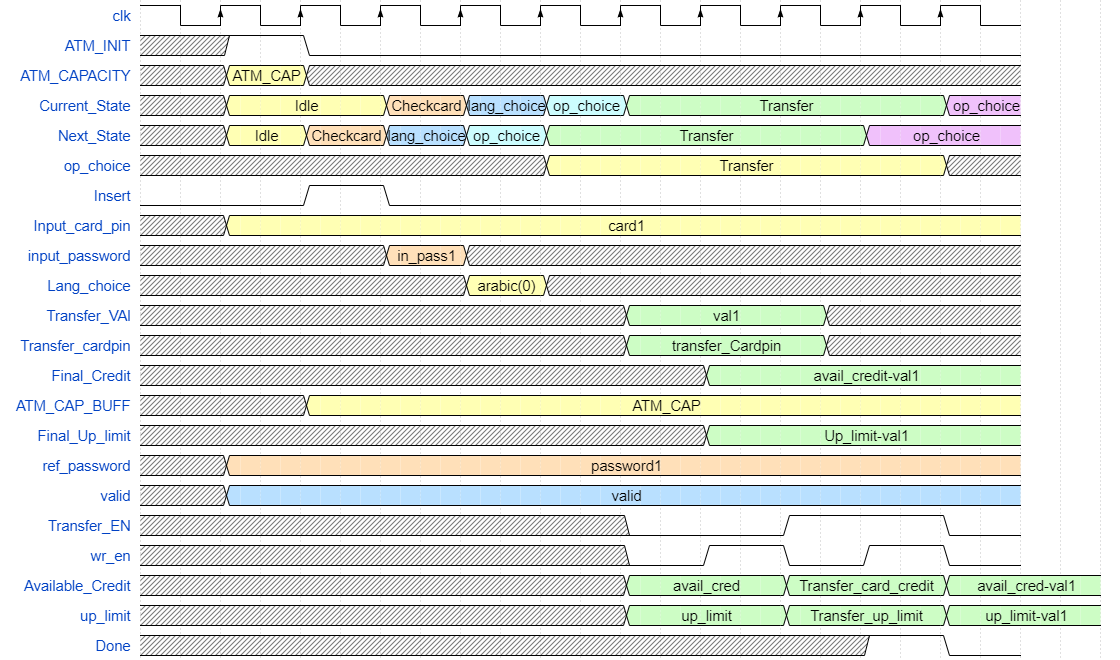 clk
ATM_INIT
ATM_CAPACITY ATM_CAP
Current_State Idle Checkcard lang_choice op_choice Transfer op_choice
Next_State Idle Checkcard lang_choice op_choice Transfer op_choice
op_choice Transfer
Insert
Input_card_pin card1
input_password in_pass1
Lang_choice arabic(0)
Transfer_VAl val1
Transfer_cardpin transfer_Cardpin
Final_Credit avail_credit-val1
ATM_CAP_BUFF ATM_CAP
Final_Up_limit Up_limit-val1
ref_password password1
valid valid
Transfer_EN
wr_en
Available_Credit avail_cred Transfer_card_credit avail_cred-val1
up_limit up_limit Transfer_up_limit up_limit-val1
Done